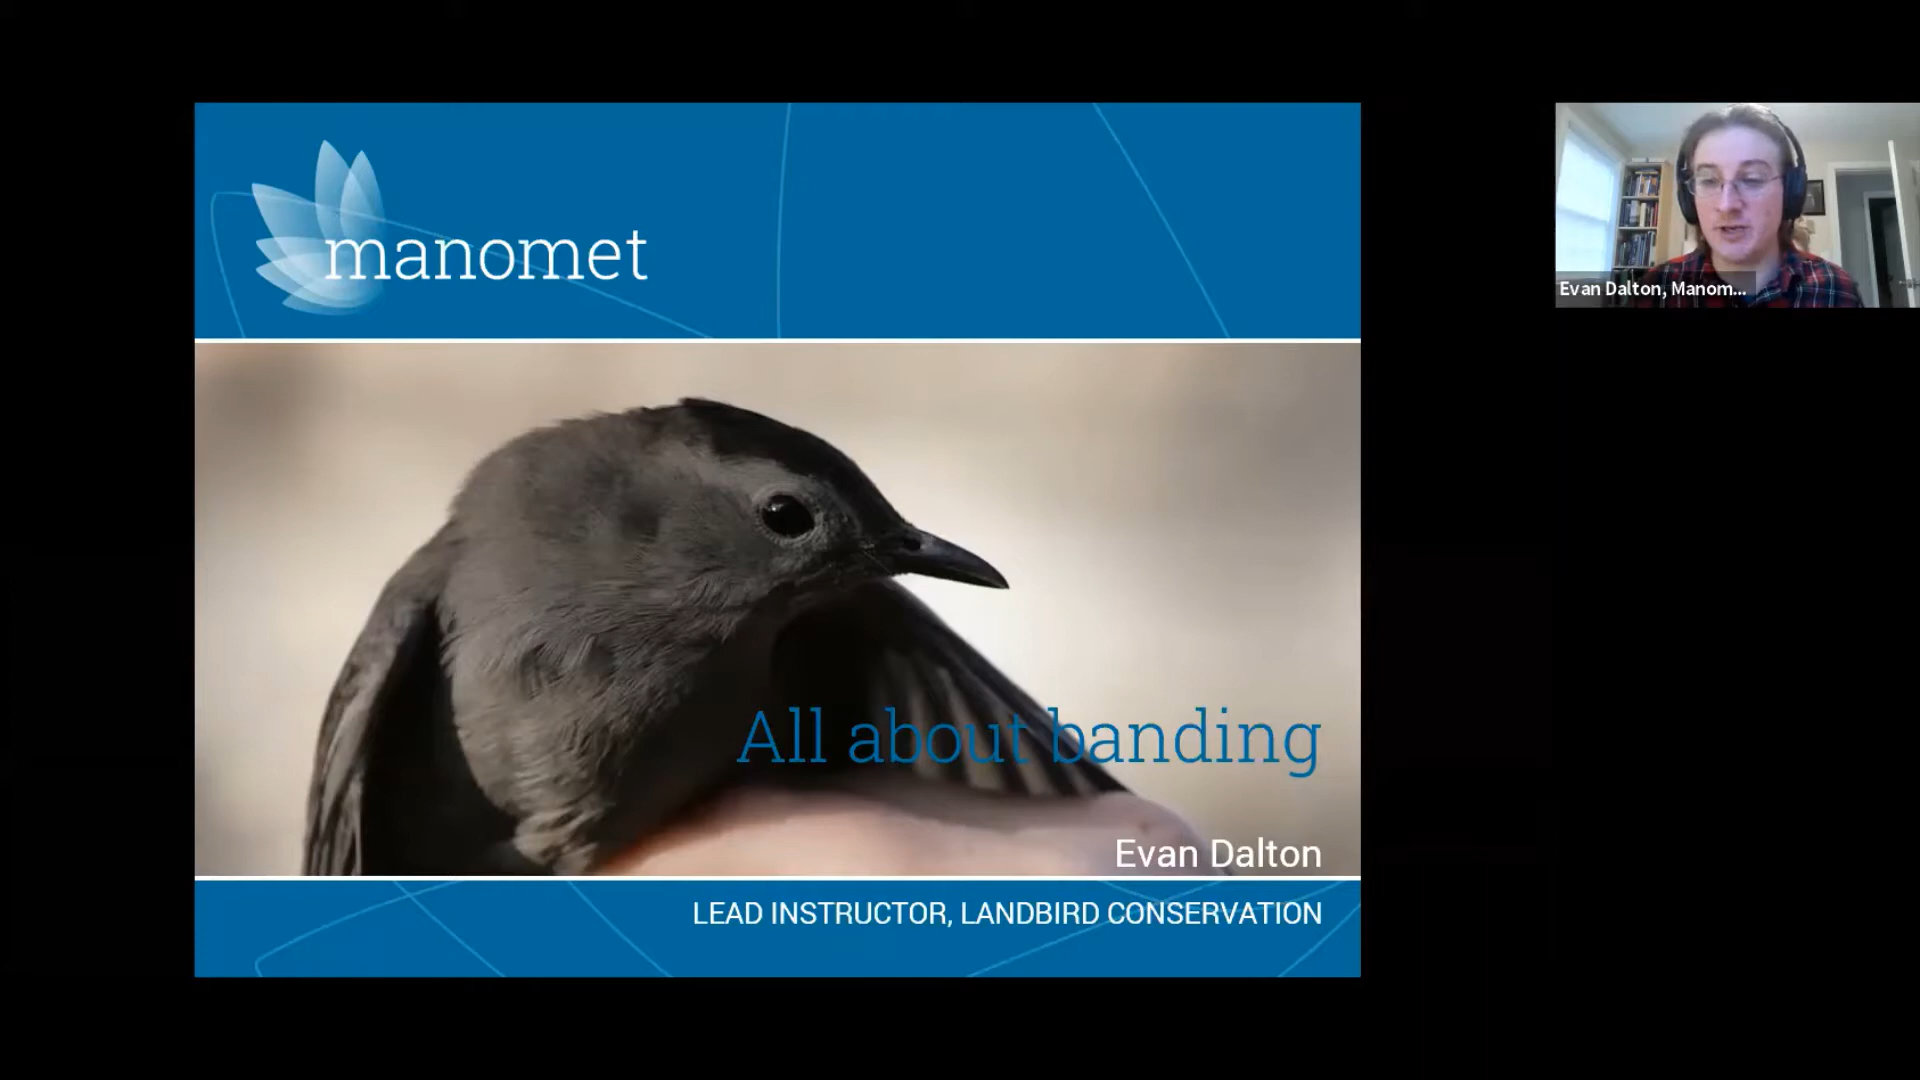 manomet
Evan Dalton, Manom...
All about banding
Evan Dalton
LEAD INSTRUCTOR, LANDBIRD CONSERVATION